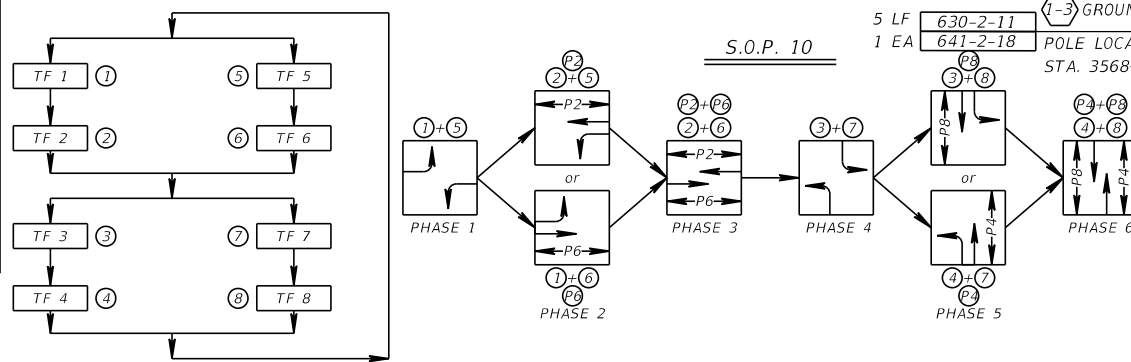 TF 1 1 5 TF 5
TF 2 2 6 TF 6
TF 3 3 7 TF 7
TF 4 4 8 TF 8
S.O.P. 10
5 LF 630-2-11
1 EA 641-2-18
1-3 GROUN
POLE LOCA
STA. 3568
1+5
PHASE 1
P2
2+5
P2
or
P6
1+6
P6
PHASE 2
P2+P6
2+6
P2
P6
PHASE 3
3+7
PHASE 4
P8
3+8
P8
or
P4
4+7
P4
PHASE 5
P4+P8
4+8
P8 P4
PHASE 6